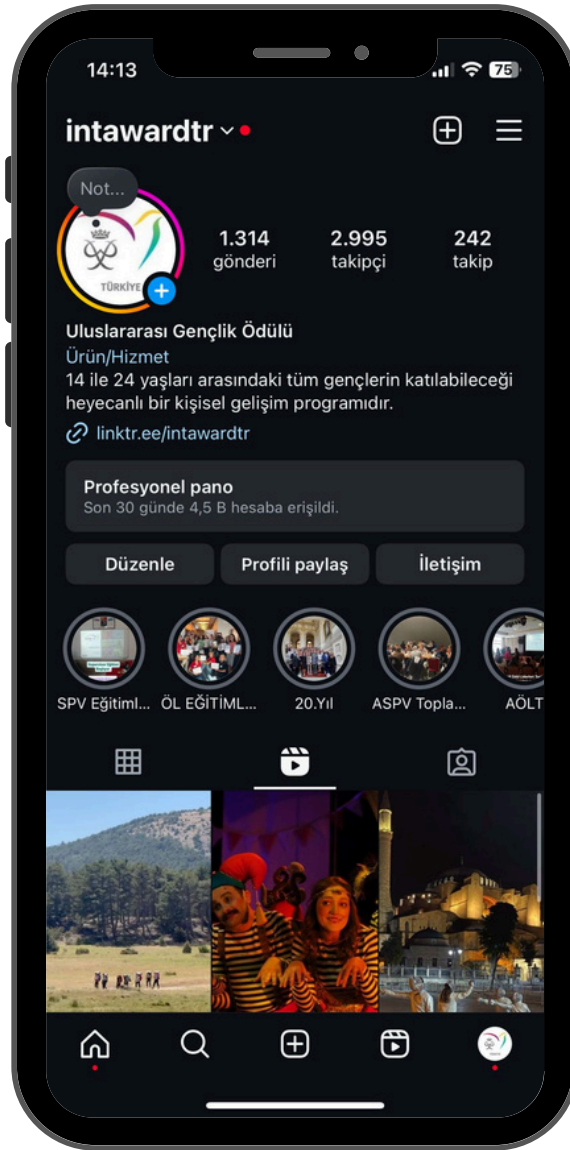 14:13
75
intawardtr
Not...
TÜRKİYE
1.314
gönderi
2.995
takipçi
242
takip
Uluslararası Gençlik Ödülü
Ürün/Hizmet
14 ile 24 yaşları arasındaki tüm gençlerin katılabileceği
heyecanlı bir kişisel gelişim programıdır.
linktr.ee/intawardtr
Profesyonel pano
Son 30 günde 4,5 B hesaba erişildi.
Düzenle
Profili paylaş
İletişim
SPV Eğitiml...
ÖL EĞİTİML...
20.Yıl
ASPV Topla...
AÖLT